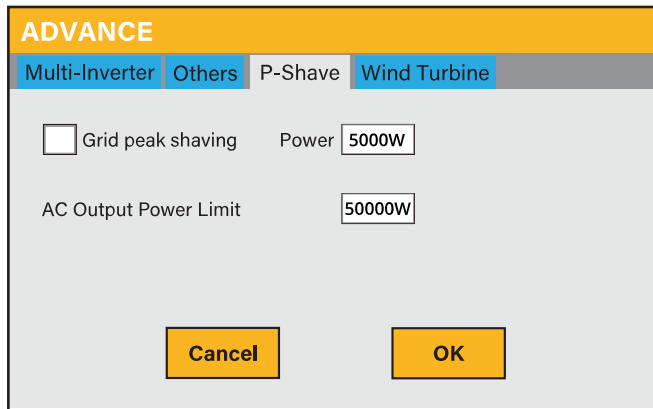 ADVANCE
Multi-Inverter Others P-Shave Wind Turbine
Grid peak shaving Power 5000W
AC Output Power Limit 50000W
Cancel OK